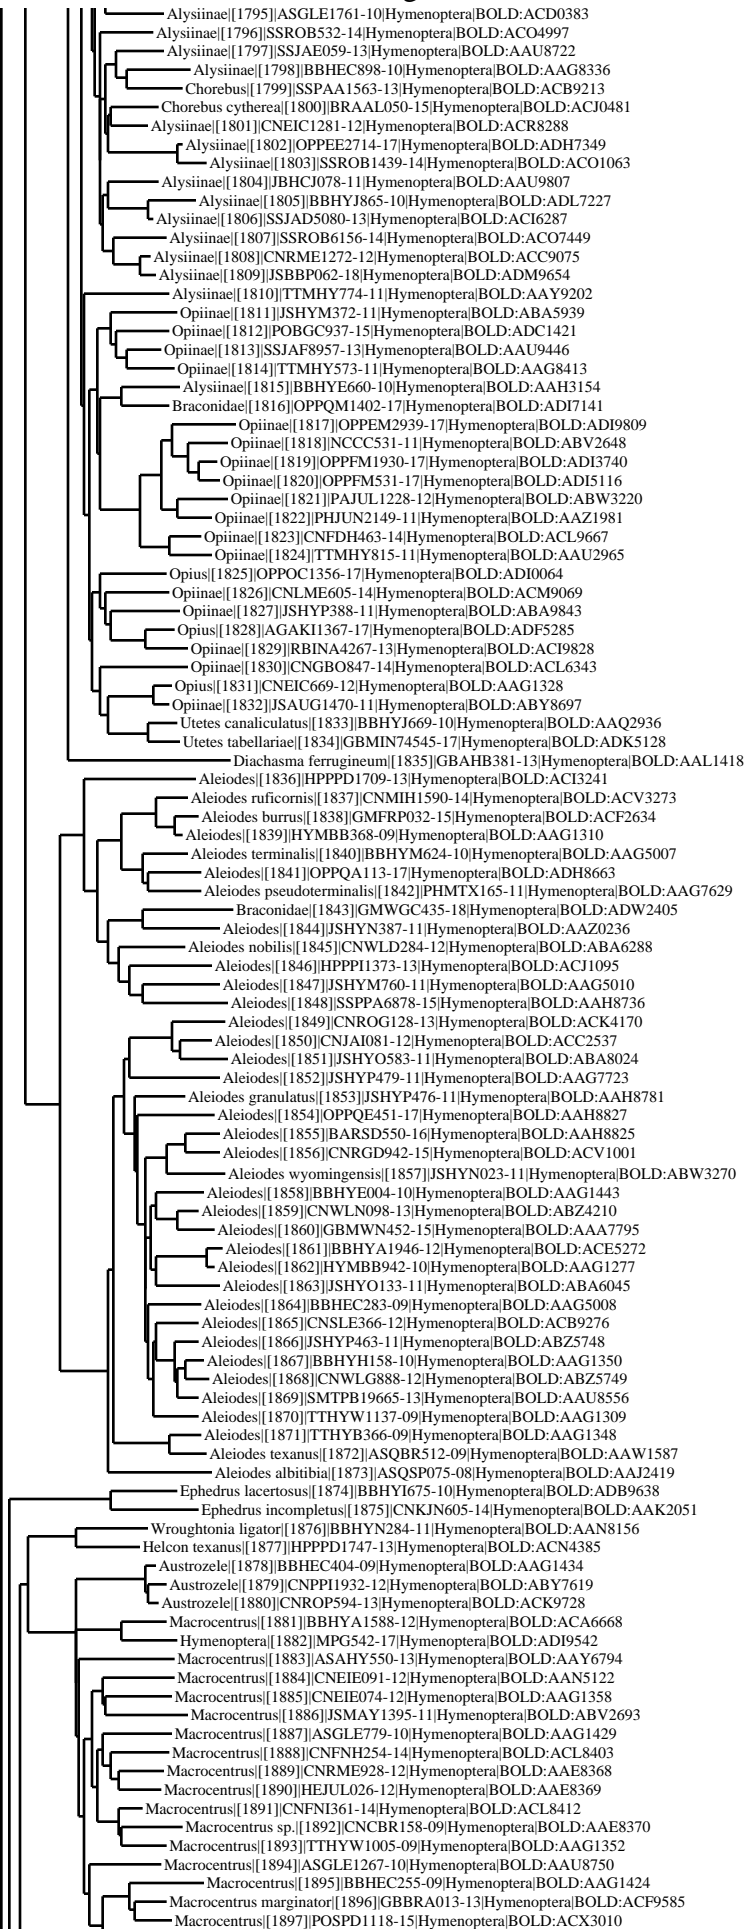 Alysiinae|[1795]|ASGLE1761-10|Hymenoptera|BOLD:ACD0383
Alysiinae|[1796]|SSROB532-14|Hymenoptera|BOLD:ACO4997
Alysiinae|[1797]|SSJAE059-13|Hymenoptera|BOLD:AAU8722
Alysiinae|[1798]|BBHEC898-10|Hymenoptera|BOLD:AAG8336
Chorebus|[1799]|SSPAA1563-13|Hymenoptera|BOLD:ACB9213
Chorebus cytherea|[1800]|BRAAL050-15|Hymenoptera|BOLD:ACJ0481
Alysiinae|[1801]|CNEIC1281-12|Hymenoptera|BOLD:ACR8288
Alysiinae|[1802]|OPPEE2714-17|Hymenoptera|BOLD:ADH7349
Alysiinae|[1803]|SSROB1439-14|Hymenoptera|BOLD:ACO1063
Alysiinae|[1804]|JBHCJ078-11|Hymenoptera|BOLD:AAU9807
Alysiinae|[1805]|BBHYJ865-10|Hymenoptera|BOLD:ADL7227
Alysiinae|[1806]|SSJAD5080-13|Hymenoptera|BOLD:ACI6287
Alysiinae|[1807]|SSROB6156-14|Hymenoptera|BOLD:ACO7449
Alysiinae|[1808]|CNRME1272-12|Hymenoptera|BOLD:ACC9075
Alysiinae|[1809]|JSBBP062-18|Hymenoptera|BOLD:ADM9654
Alysiinae|[1810]|TTMHY774-11|Hymenoptera|BOLD:AAY9202
Opiinae|[1811]|JSHYM372-11|Hymenoptera|BOLD:ABA5939
Opiinae|[1812]|POBGC937-15|Hymenoptera|BOLD:ADC1421
Opiinae|[1813]|SSJAF8957-13|Hymenoptera|BOLD:AAU9446
Opiinae|[1814]|TTMHY573-11|Hymenoptera|BOLD:AAG8413
Alysiinae|[1815]|BBHYE660-10|Hymenoptera|BOLD:AAH3154
Braconidae|[1816]|OPPQM1402-17|Hymenoptera|BOLD:ADI7141
Opiinae|[1817]|OPPEM2939-17|Hymenoptera|BOLD:ADI9809
Opiinae|[1818]|NCCC531-11|Hymenoptera|BOLD:ABV2648
Opiinae|[1819]|OPPFM1930-17|Hymenoptera|BOLD:ADI3740
Opiinae|[1820]|OPPFM531-17|Hymenoptera|BOLD:ADI5116
Opiinae|[1821]|PAJUL1228-12|Hymenoptera|BOLD:ABW3220
Opiinae|[1822]|PHJUN2149-11|Hymenoptera|BOLD:AAZ1981
Opiinae|[1823]|CNFDH463-14|Hymenoptera|BOLD:ACL9667
Opiinae|[1824]|TTMHY815-11|Hymenoptera|BOLD:AAU2965
Opius|[1825]|OPPOC1356-17|Hymenoptera|BOLD:ADI0064
Opiinae|[1826]|CNLME605-14|Hymenoptera|BOLD:ACM9069
Opiinae|[1827]|JSHYP388-11|Hymenoptera|BOLD:ABA9843
Opius|[1828]|AGAKI1367-17|Hymenoptera|BOLD:ADF5285
Opiinae|[1829]|RBINA4267-13|Hymenoptera|BOLD:ACI9828
Opiinae|[1830]|CNGBO847-14|Hymenoptera|BOLD:ACL6343
Opius|[1831]|CNEIC669-12|Hymenoptera|BOLD:AAG1328
Opiinae|[1832]|JSAUG1470-11|Hymenoptera|BOLD:ABY8697
Utetes canaliculatus|[1833]|BBHYJ669-10|Hymenoptera|BOLD:AAQ2936
Utetes tabellariae|[1834]|GBMIN74545-17|Hymenoptera|BOLD:ADK5128
Diachasma ferrugineum|[1835]|GBAHB381-13|Hymenoptera|BOLD:AAL1418
Aleiodes|[1836]|HPPPD1709-13|Hymenoptera|BOLD:ACI3241
Aleiodes ruficornis|[1837]|CNMIH1590-14|Hymenoptera|BOLD:ACV3273
Aleiodes burrus|[1838]|GMFRP032-15|Hymenoptera|BOLD:ACF2634
Aleiodes|[1839]|HYMBB368-09|Hymenoptera|BOLD:AAG1310
Aleiodes terminalis|[1840]|BBHYM624-10|Hymenoptera|BOLD:AAG5007
Aleiodes|[1841]|OPPQA113-17|Hymenoptera|BOLD:ADH8663
Aleiodes pseudoterminalis|[1842]|PHMTX165-11|Hymenoptera|BOLD:AAG7629
Braconidae|[1843]|GMWGC435-18|Hymenoptera|BOLD:ADW2405
Aleiodes|[1844]|JSHYN387-11|Hymenoptera|BOLD:AAZ0236
Aleiodes nobilis|[1845]|CNWLD284-12|Hymenoptera|BOLD:ABA6288
Aleiodes|[1846]|HPPPI1373-13|Hymenoptera|BOLD:ACJ1095
Aleiodes|[1847]|JSHYM760-11|Hymenoptera|BOLD:AAG5010
Aleiodes|[1848]|SSPPA6878-15|Hymenoptera|BOLD:AAH8736
Aleiodes|[1849]|CNROG128-13|Hymenoptera|BOLD:ACK4170
Aleiodes|[1850]|CNJAI081-12|Hymenoptera|BOLD:ACC2537
Aleiodes|[1851]|JSHYO583-11|Hymenoptera|BOLD:ABA8024
Aleiodes|[1852]|JSHYP479-11|Hymenoptera|BOLD:AAG7723
Aleiodes granulatus|[1853]|JSHYP476-11|Hymenoptera|BOLD:AAH8781
Aleiodes|[1854]|OPPQE451-17|Hymenoptera|BOLD:AAH8827
Aleiodes|[1855]|BARSD550-16|Hymenoptera|BOLD:AAH8825
Aleiodes|[1856]|CNRGD942-15|Hymenoptera|BOLD:ACV1001
Aleiodes wyomingensis|[1857]|JSHYN023-11|Hymenoptera|BOLD:ABW3270
Aleiodes|[1858]|BBHYE004-10|Hymenoptera|BOLD:AAG1443
Aleiodes|[1859]|CNWLN098-13|Hymenoptera|BOLD:ABZ4210
Aleiodes|[1860]|GBMWN452-15|Hymenoptera|BOLD:AAA7795
Aleiodes|[1861]|BBHYA1946-12|Hymenoptera|BOLD:ACE5272
Aleiodes|[1862]|HYMBB942-10|Hymenoptera|BOLD:AAG1277
Aleiodes|[1863]|JSHYO133-11|Hymenoptera|BOLD:ABA6045
Aleiodes|[1864]|BBHEC283-09|Hymenoptera|BOLD:AAG5008
Aleiodes|[1865]|CNSLE366-12|Hymenoptera|BOLD:ACB9276
Aleiodes|[1866]|JSHYP463-11|Hymenoptera|BOLD:ABZ5748
Aleiodes|[1867]|BBHYH158-10|Hymenoptera|BOLD:AAG1350
Aleiodes|[1868]|CNWLG888-12|Hymenoptera|BOLD:ABZ5749
Aleiodes|[1869]|SMTPB19665-13|Hymenoptera|BOLD:AAU8556
Aleiodes|[1870]|TTHYW1137-09|Hymenoptera|BOLD:AAG1309
Aleiodes|[1871]|TTHYB366-09|Hymenoptera|BOLD:AAG1348
Aleiodes texanus|[1872]|ASQBR512-09|Hymenoptera|BOLD:AAW1587
Aleiodes albitibia|[1873]|ASQSP075-08|Hymenoptera|BOLD:AAJ2419
Ephedrus lacertosus|[1874]|BBHYI675-10|Hymenoptera|BOLD:ADB9638
Ephedrus incompletus|[1875]|CNKJN605-14|Hymenoptera|BOLD:AAK2051
Wroughtonia ligator|[1876]|BBHYN284-11|Hymenoptera|BOLD:AAN8156
Helcon texanus|[1877]|HPPPD1747-13|Hymenoptera|BOLD:ACN4385
Austrozele|[1878]|BBHEC404-09|Hymenoptera|BOLD:AAG1434
Austrozele|[1879]|CNPPI1932-12|Hymenoptera|BOLD:ABY7619
Austrozele|[1880]|CNROP594-13|Hymenoptera|BOLD:ACK9728
Macrocentrus|[1881]|BBHYA1588-12|Hymenoptera|BOLD:ACA6668
Hymenoptera|[1882]|MPG542-17|Hymenoptera|BOLD:ADI9542
Macrocentrus|[1883]|ASAHY550-13|Hymenoptera|BOLD:AAY6794
Macrocentrus|[1884]|CNEIE091-12|Hymenoptera|BOLD:AAN5122
Macrocentrus|[1885]|CNEIE074-12|Hymenoptera|BOLD:AAG1358
Macrocentrus|[1886]|JSMAY1395-11|Hymenoptera|BOLD:ABV2693
Macrocentrus|[1887]|ASGLE779-10|Hymenoptera|BOLD:AAG1429
Macrocentrus|[1888]|CNFNH254-14|Hymenoptera|BOLD:ACL8403
Macrocentrus|[1889]|CNRME928-12|Hymenoptera|BOLD:AAE8368
Macrocentrus|[1890]|HEJUL026-12|Hymenoptera|BOLD:AAE8369
Macrocentrus|[1891]|CNFNI361-14|Hymenoptera|BOLD:ACL8412
Macrocentrus sp.|[1892]|CNCBR158-09|Hymenoptera|BOLD:AAE8370
Macrocentrus|[1893]|TTHYW1005-09|Hymenoptera|BOLD:AAG1352
Macrocentrus|[1894]|ASGLE1267-10|Hymenoptera|BOLD:AAU8750
Macrocentrus|[1895]|BBHEC255-09|Hymenoptera|BOLD:AAG1424
Macrocentrus marginator|[1896]|GBBRA013-13|Hymenoptera|BOLD:ACF9585
Macrocentrus|[1897]|POSPD1118-15|Hymenoptera|BOLD:ACX3010